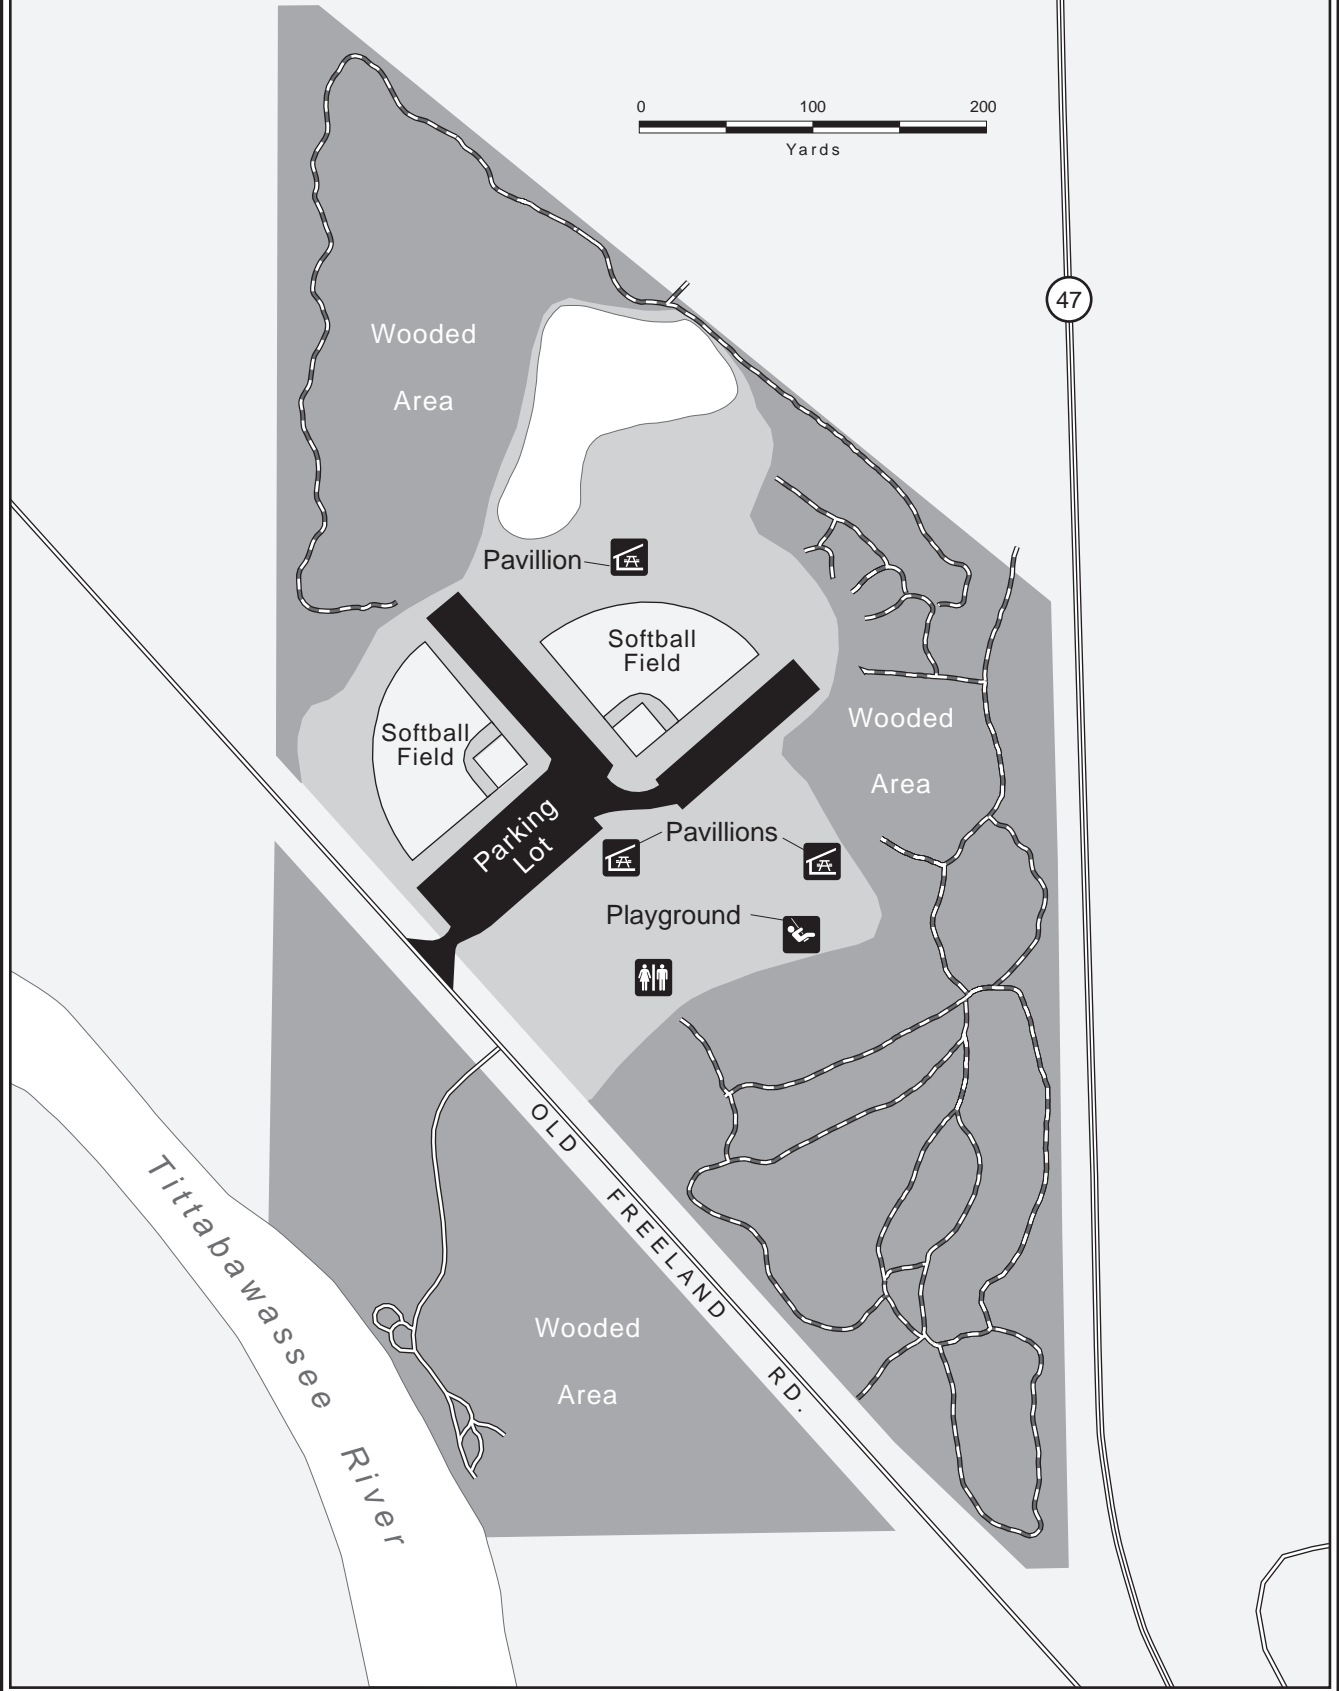 0 100 200
Yards
47
Wooded
Area
Pavillion
Softball
Field
Softball
Field
Wooded
Area
Parking
Lot
Pavillions
Playground
OLD FREELAND RD.
Tittabawassee River
Wooded
Area